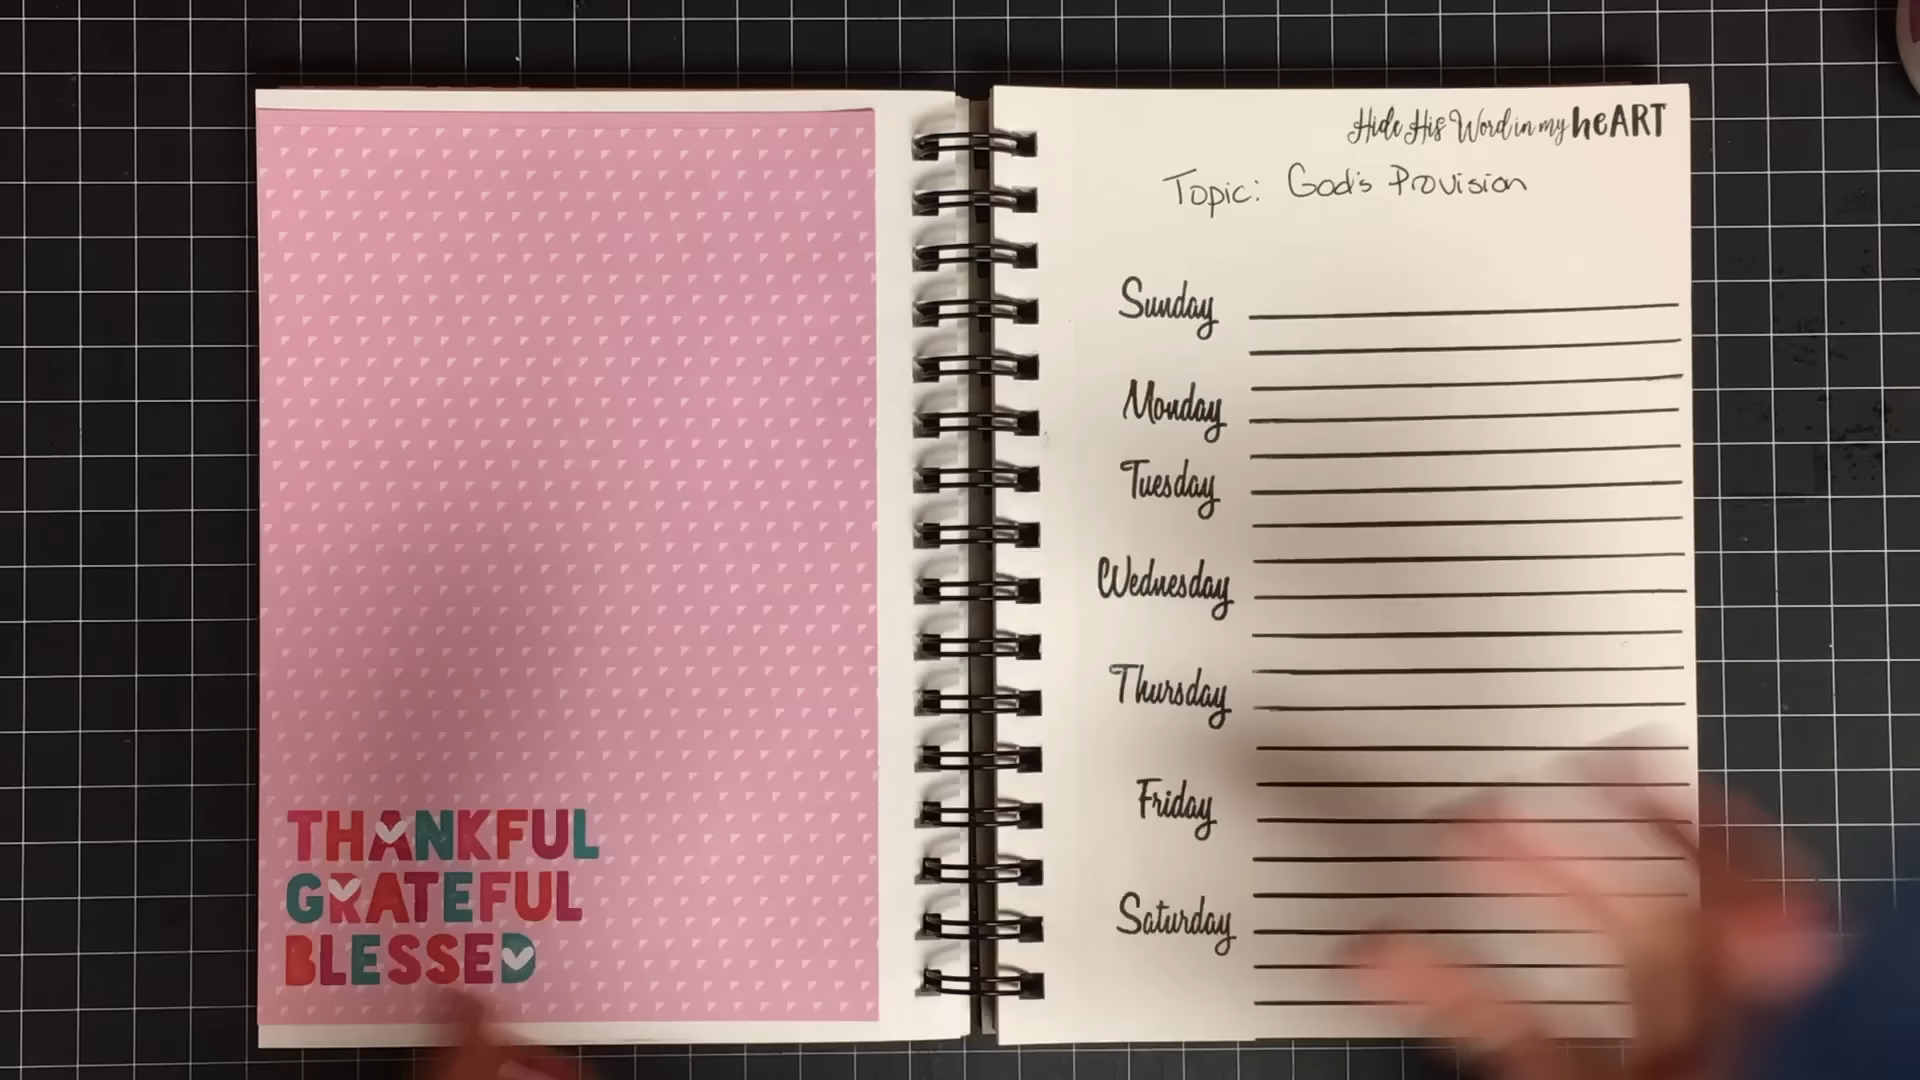 THANKFUL
GRATEFUL
BLESSED
Hide His Word in my heART
Topic: God's Provision
Sunday
Monday
Tuesday
Wednesday
Thursday
Friday
Saturday